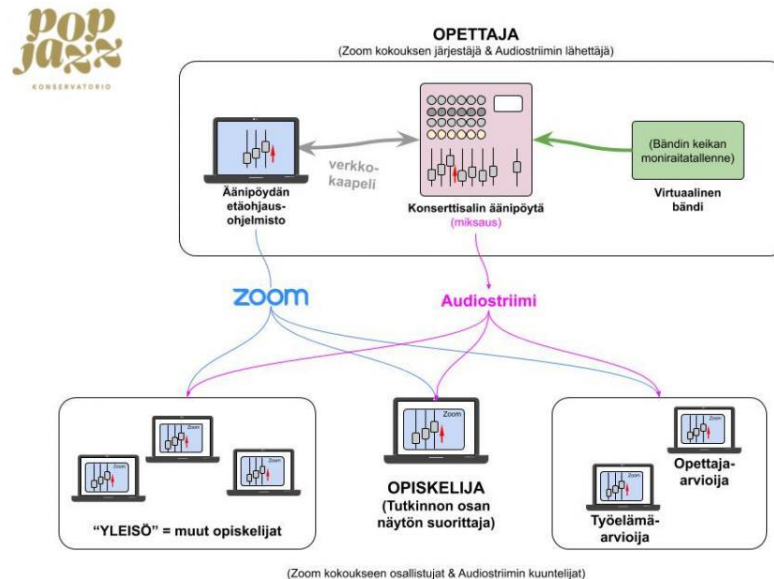 pop
jazz
KONSERVATORIO
OPETTAJA
(Zoom kokouksen järjestäjä & Audiostriimin lähettäjä)
verkko-
kaapeli
(Bändin keikan
moniraitatallenne)
Äänipöydän
etäohjaus-
ohjelmisto
Konserttisalin äänipöytä
(miksaus)
Virtuaalinen
bändi
zoom
Audiostriimi
Zoom
Zoom
Zoom
"YLEISÖ" = muut opiskelijat
Zoom
OPISKELIJA
(Tutkinnon osan
näytön suorittaja)
Zoom
Opettaja-
arvioija
Zoom
Työelämä-
arvioija
(Zoom kokoukseen osallistujat & Audiostriimin kuuntelijat)